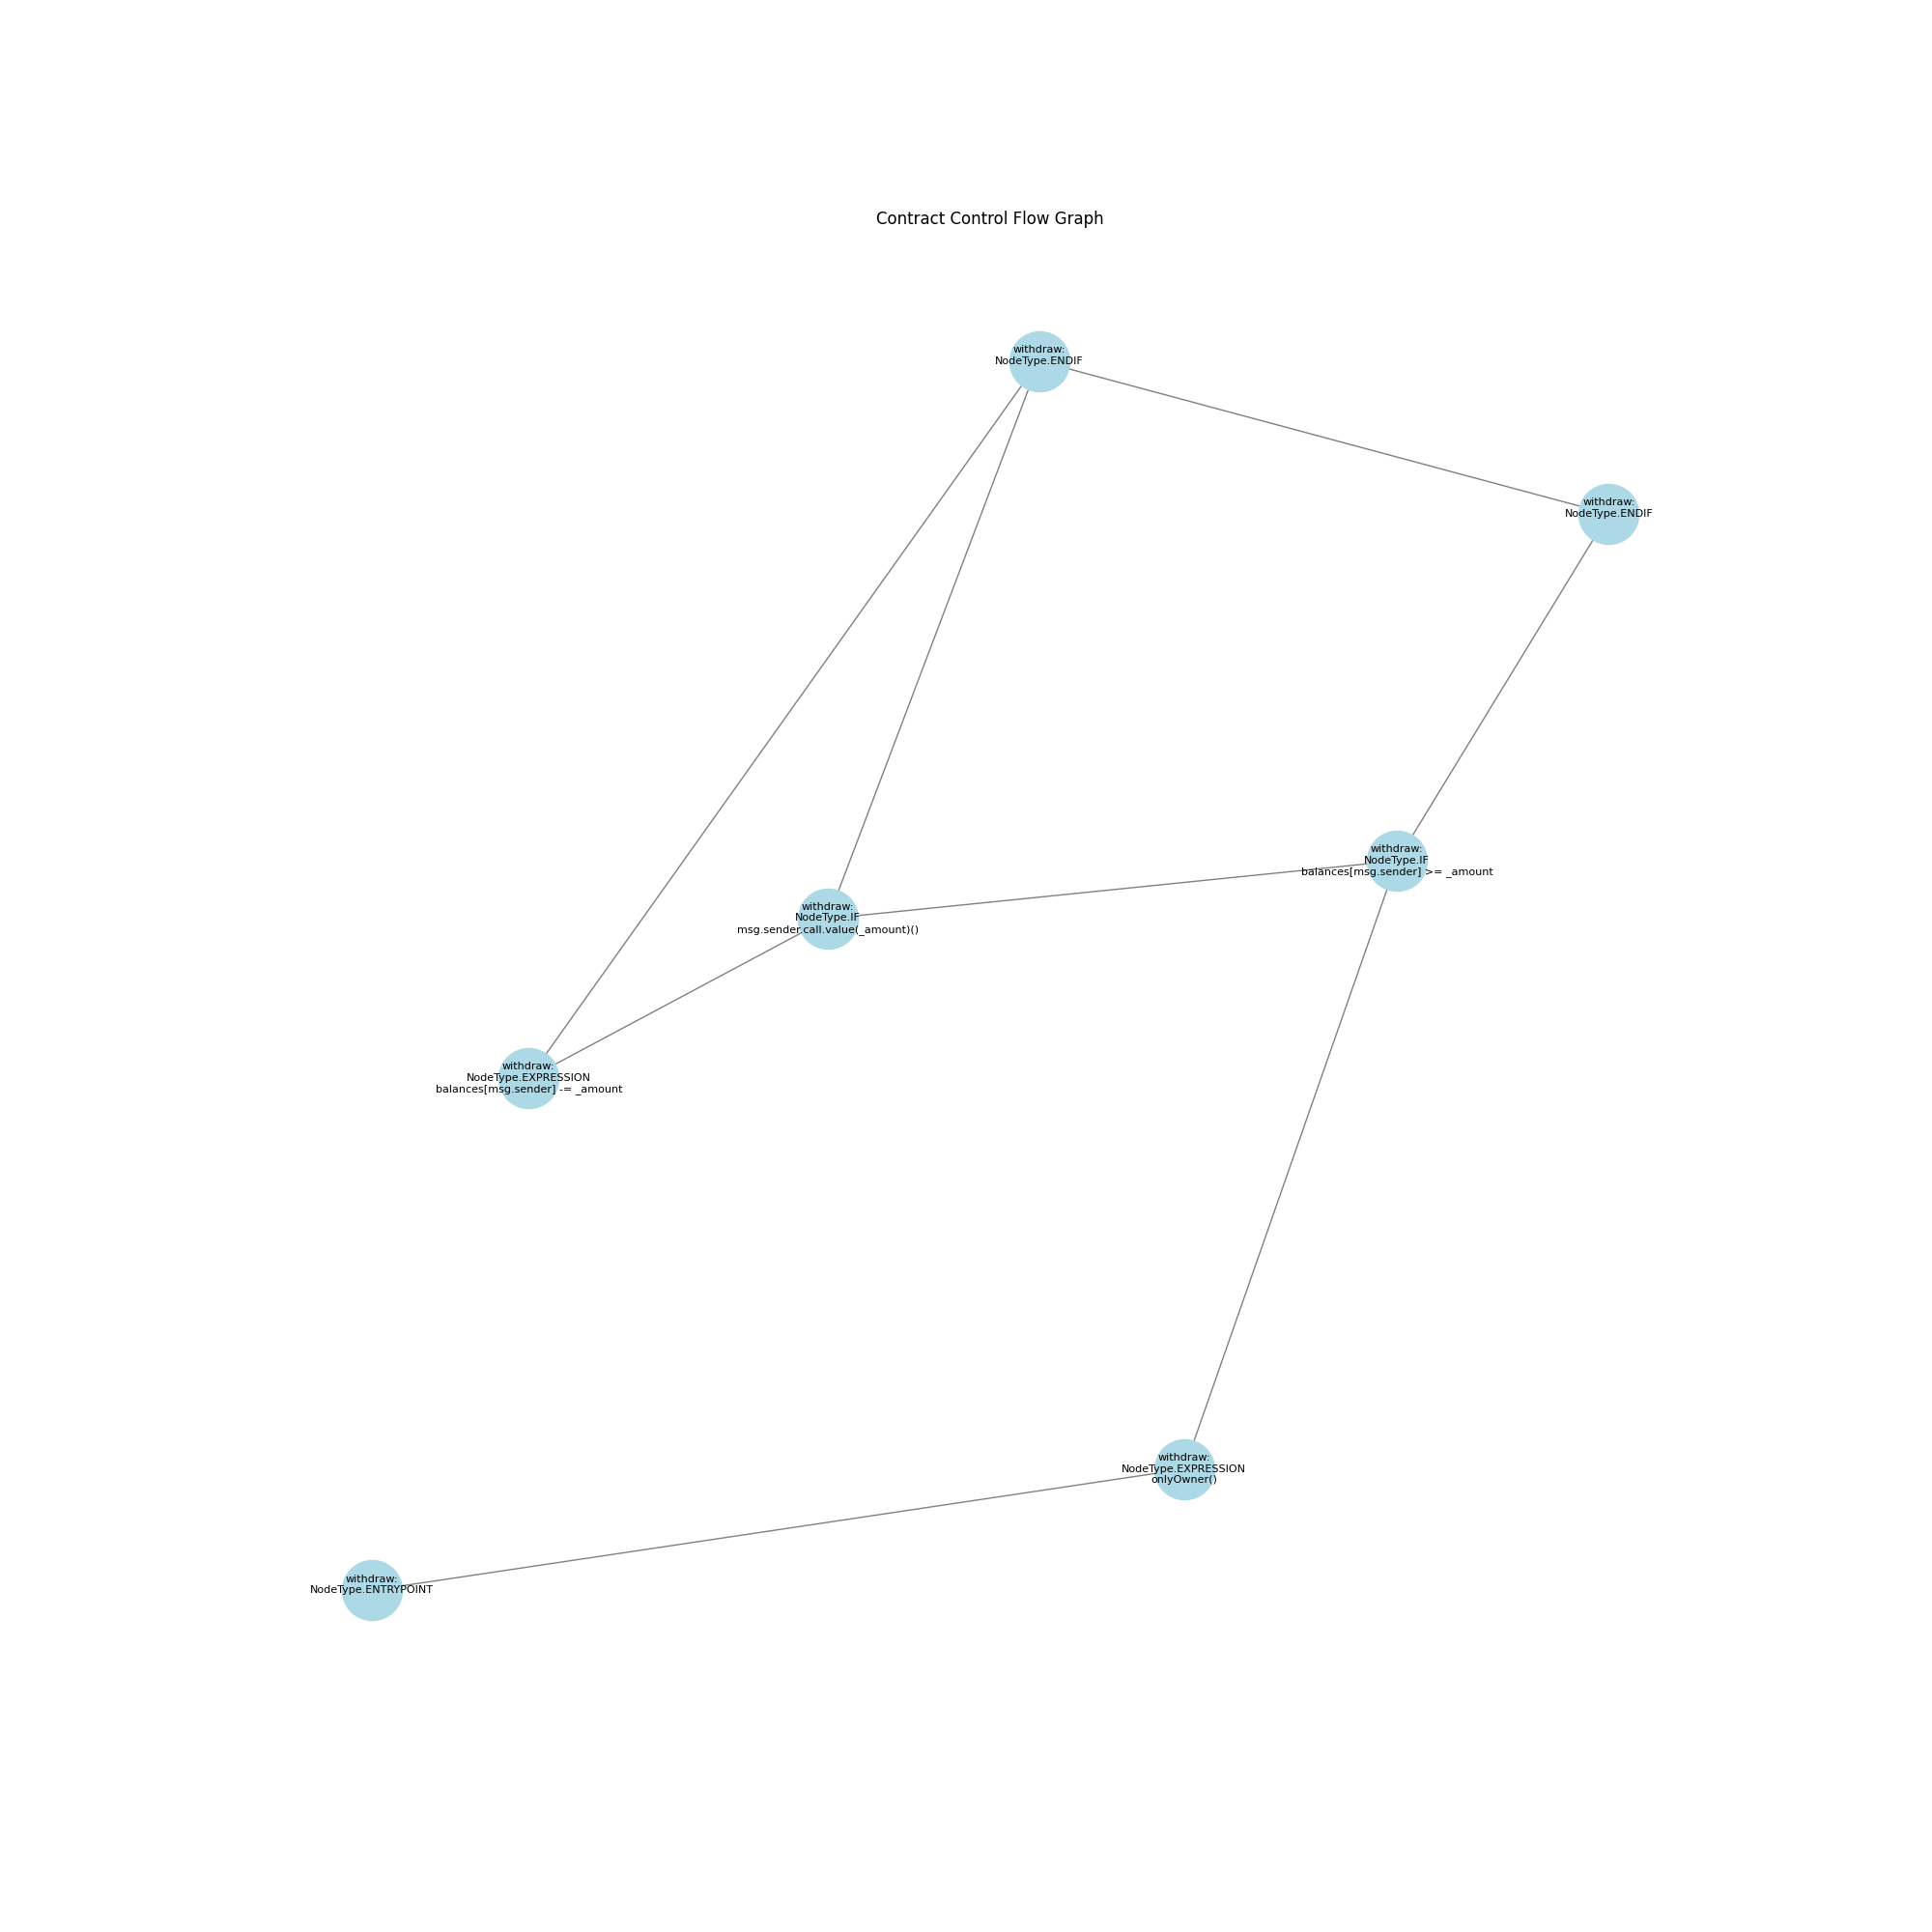 Contract Control Flow Graph
withdraw:
NodeType.ENDIF
withdraw:
NodeType.ENDIF
withdraw:
NodeType.IF
balances[msg.sender] >= _amount
withdraw:
NodeType.IF
msg.sender.call.value(_amount)()
withdraw:
NodeType.EXPRESSION
balances[msg.sender] -= _amount
withdraw:
NodeType.EXPRESSION
onlyOwner()
withdraw:
NodeType.ENTRYPOINT